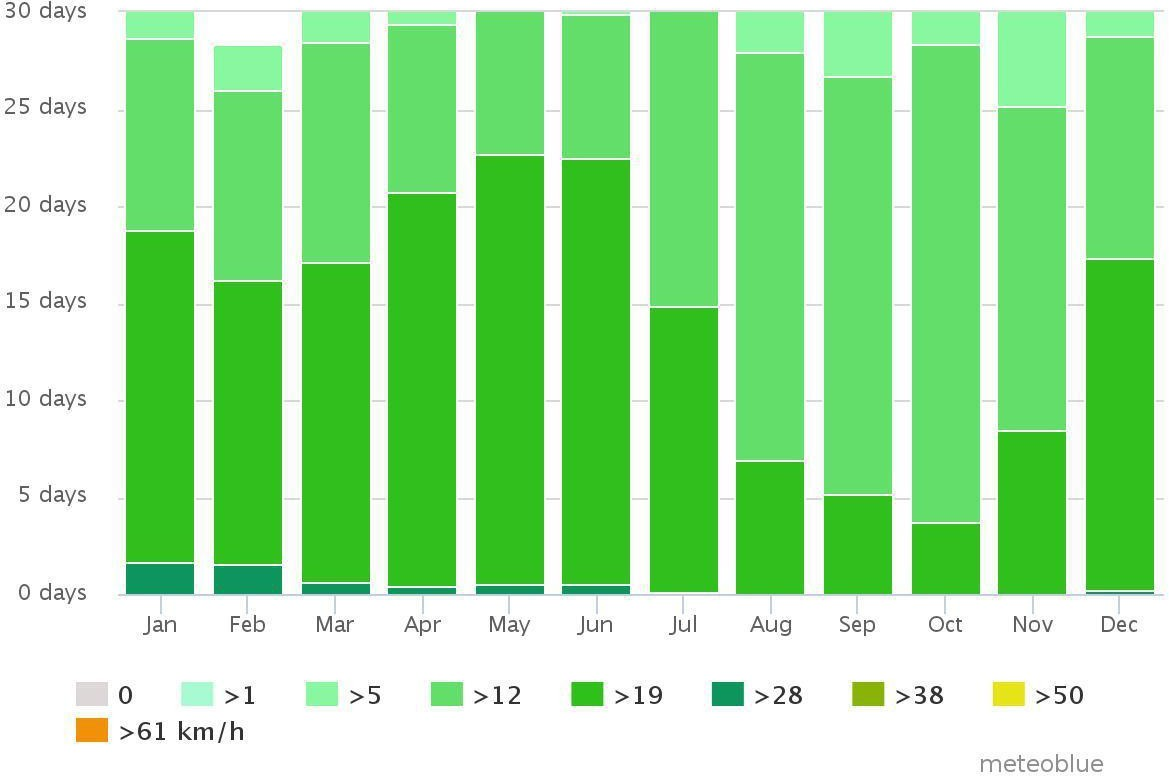 30 days
25 days
20 days
15 days
10 days
5 days
0 days
Jan Feb Mar Apr May Jun Jul Aug Sep Oct Nov Dec
0 >1 >5 >12 >19 >28 >38 >50
>61 km/h
meteoblue